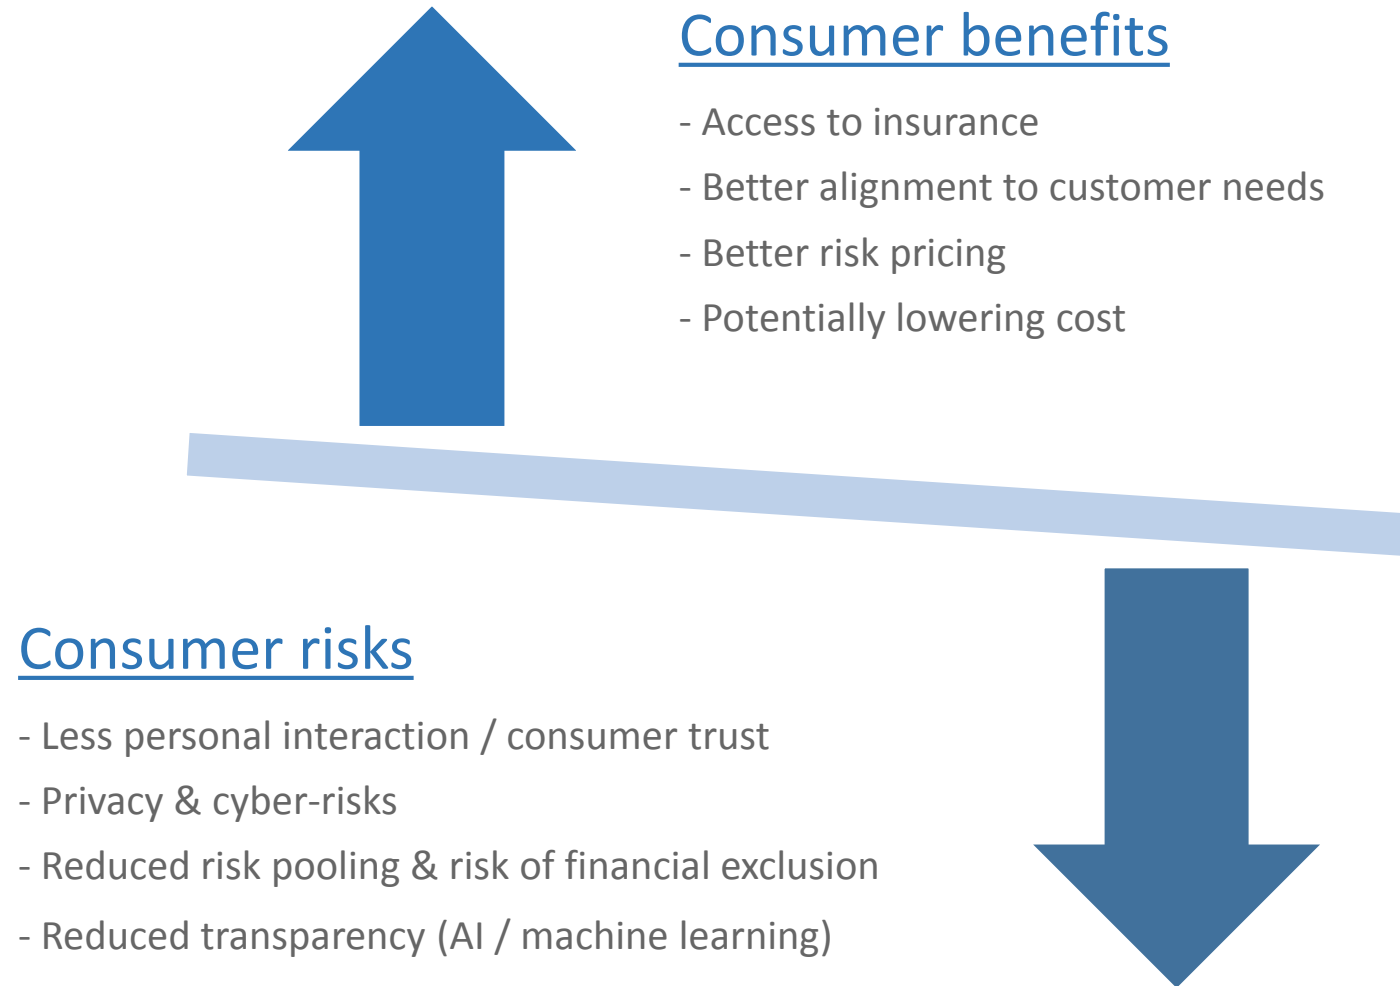 Consumer benefits
- Access to insurance
- Better alignment to customer needs
- Better risk pricing
- Potentially lowering cost
Consumer risks
- Less personal interaction / consumer trust
- Privacy & cyber-risks
- Reduced risk pooling & risk of financial exclusion
- Reduced transparency (AI / machine learning)